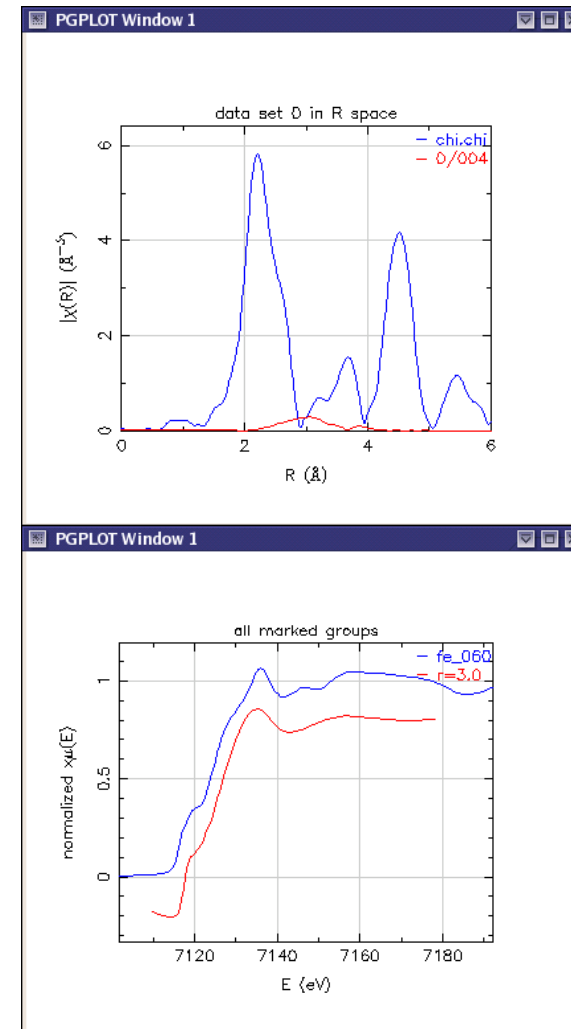 PGPLOT Window 1
data set 0 in R space
chi.chi
0/004
|χ(R)| (Å⁻³)
6
4
2
0
0 2 4 6
R (Å)
PGPLOT Window 1
all marked groups
fe_060
r=3.0
normalized xμ(E)
1
0.5
0
7120 7140 7160 7180
E (eV)